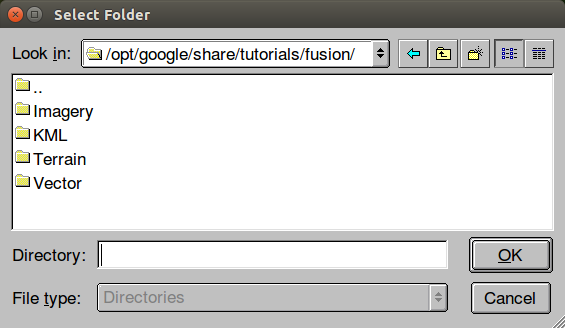 Select Folder
Look in: /opt/google/share/tutorials/fusion/
..
Imagery
KML
Terrain
Vector
Directory: OK
File type: Directories Cancel